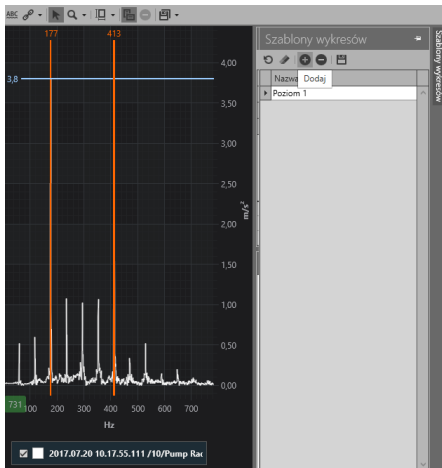 ABC
177 413
3,8
4,00
3,50
3,00
2,50
2,00
1,50
1,00
0,50
0,00
m/s²
731
100 200 300 400 500 600 700
Hz
2017.07.20 10.17.55.111 /10/Pump Rac
Szablony wykresów
Nazwa
Dodaj
Poziom 1
Szablony wykresów